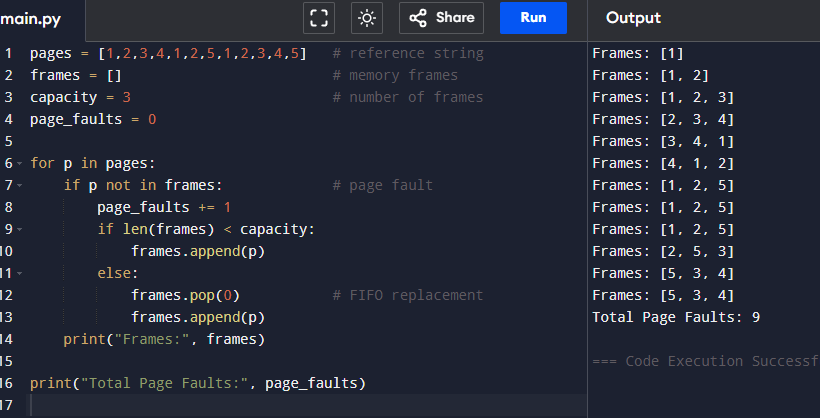 main.py
Share
Run
Output
1 pages = [1,2,3,4,1,2,5,1,2,3,4,5] # reference string
2 frames = [] # memory frames
3 capacity = 3 # number of frames
4 page_faults = 0
5
6 for p in pages:
7 if p not in frames: # page fault
8 page_faults += 1
9 if len(frames) < capacity:
10 frames.append(p)
11 else:
12 frames.pop(0) # FIFO replacement
13 frames.append(p)
14 print("Frames:", frames)
15
16 print("Total Page Faults:", page_faults)
17
Frames: [1]
Frames: [1, 2]
Frames: [1, 2, 3]
Frames: [2, 3, 4]
Frames: [3, 4, 1]
Frames: [4, 1, 2]
Frames: [1, 2, 5]
Frames: [1, 2, 5]
Frames: [1, 2, 5]
Frames: [2, 5, 3]
Frames: [5, 3, 4]
Frames: [5, 3, 4]
Total Page Faults: 9
=== Code Execution Successf